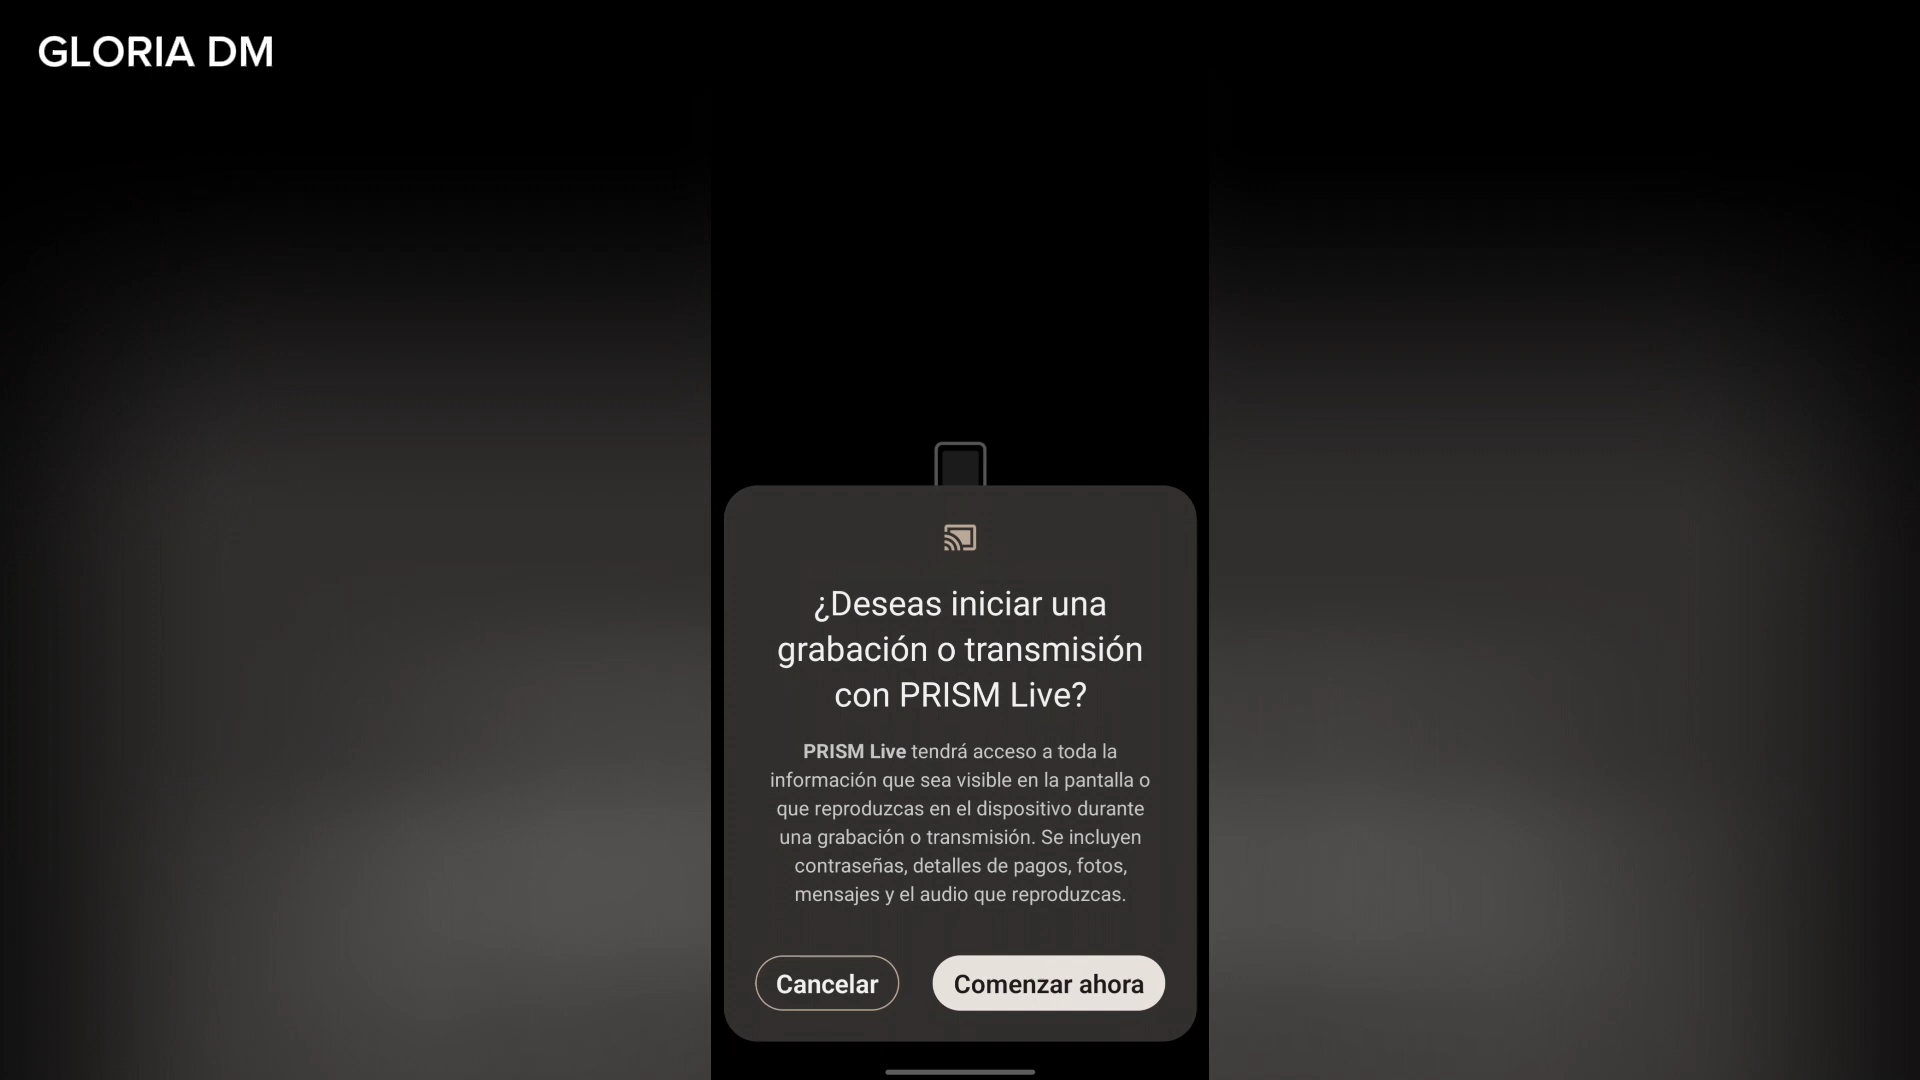 GLORIA DM
¿Deseas iniciar una
grabación o transmisión
con PRISM Live?
PRISM Live tendrá acceso a toda la
información que sea visible en la pantalla o
que reproduzcas en el dispositivo durante
una grabación o transmisión. Se incluyen
contraseñas, detalles de pagos, fotos,
mensajes y el audio que reproduzcas.
Cancelar
Comenzar ahora